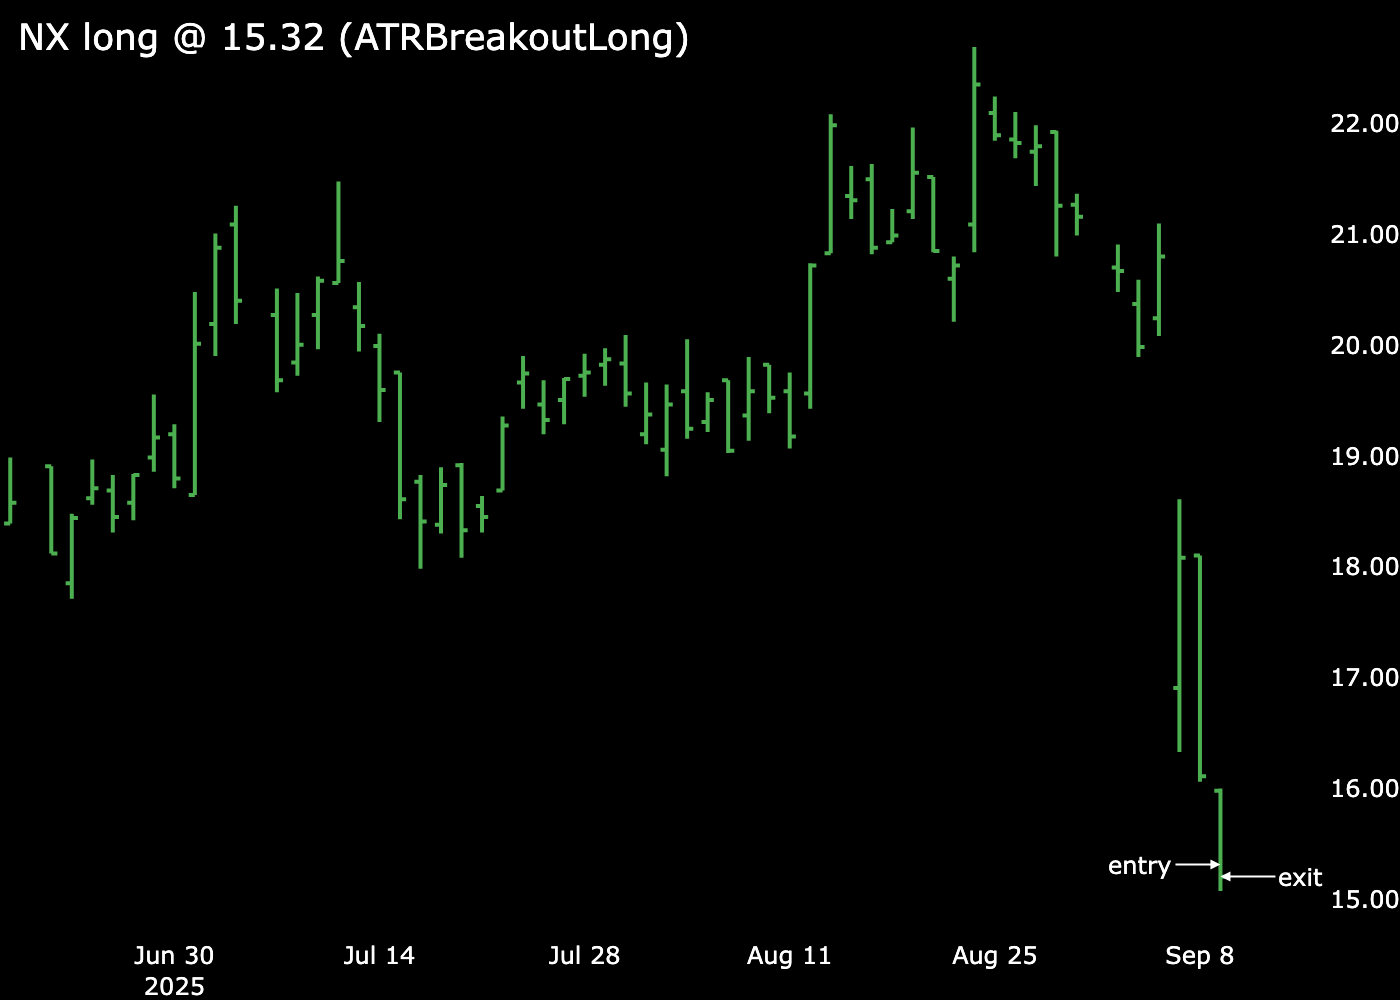 NX long @ 15.32 (ATRBreakoutLong)
22.00
21.00
20.00
19.00
18.00
17.00
16.00
15.00
entry
exit
Jun 30
2025
Jul 14
Jul 28
Aug 11
Aug 25
Sep 8